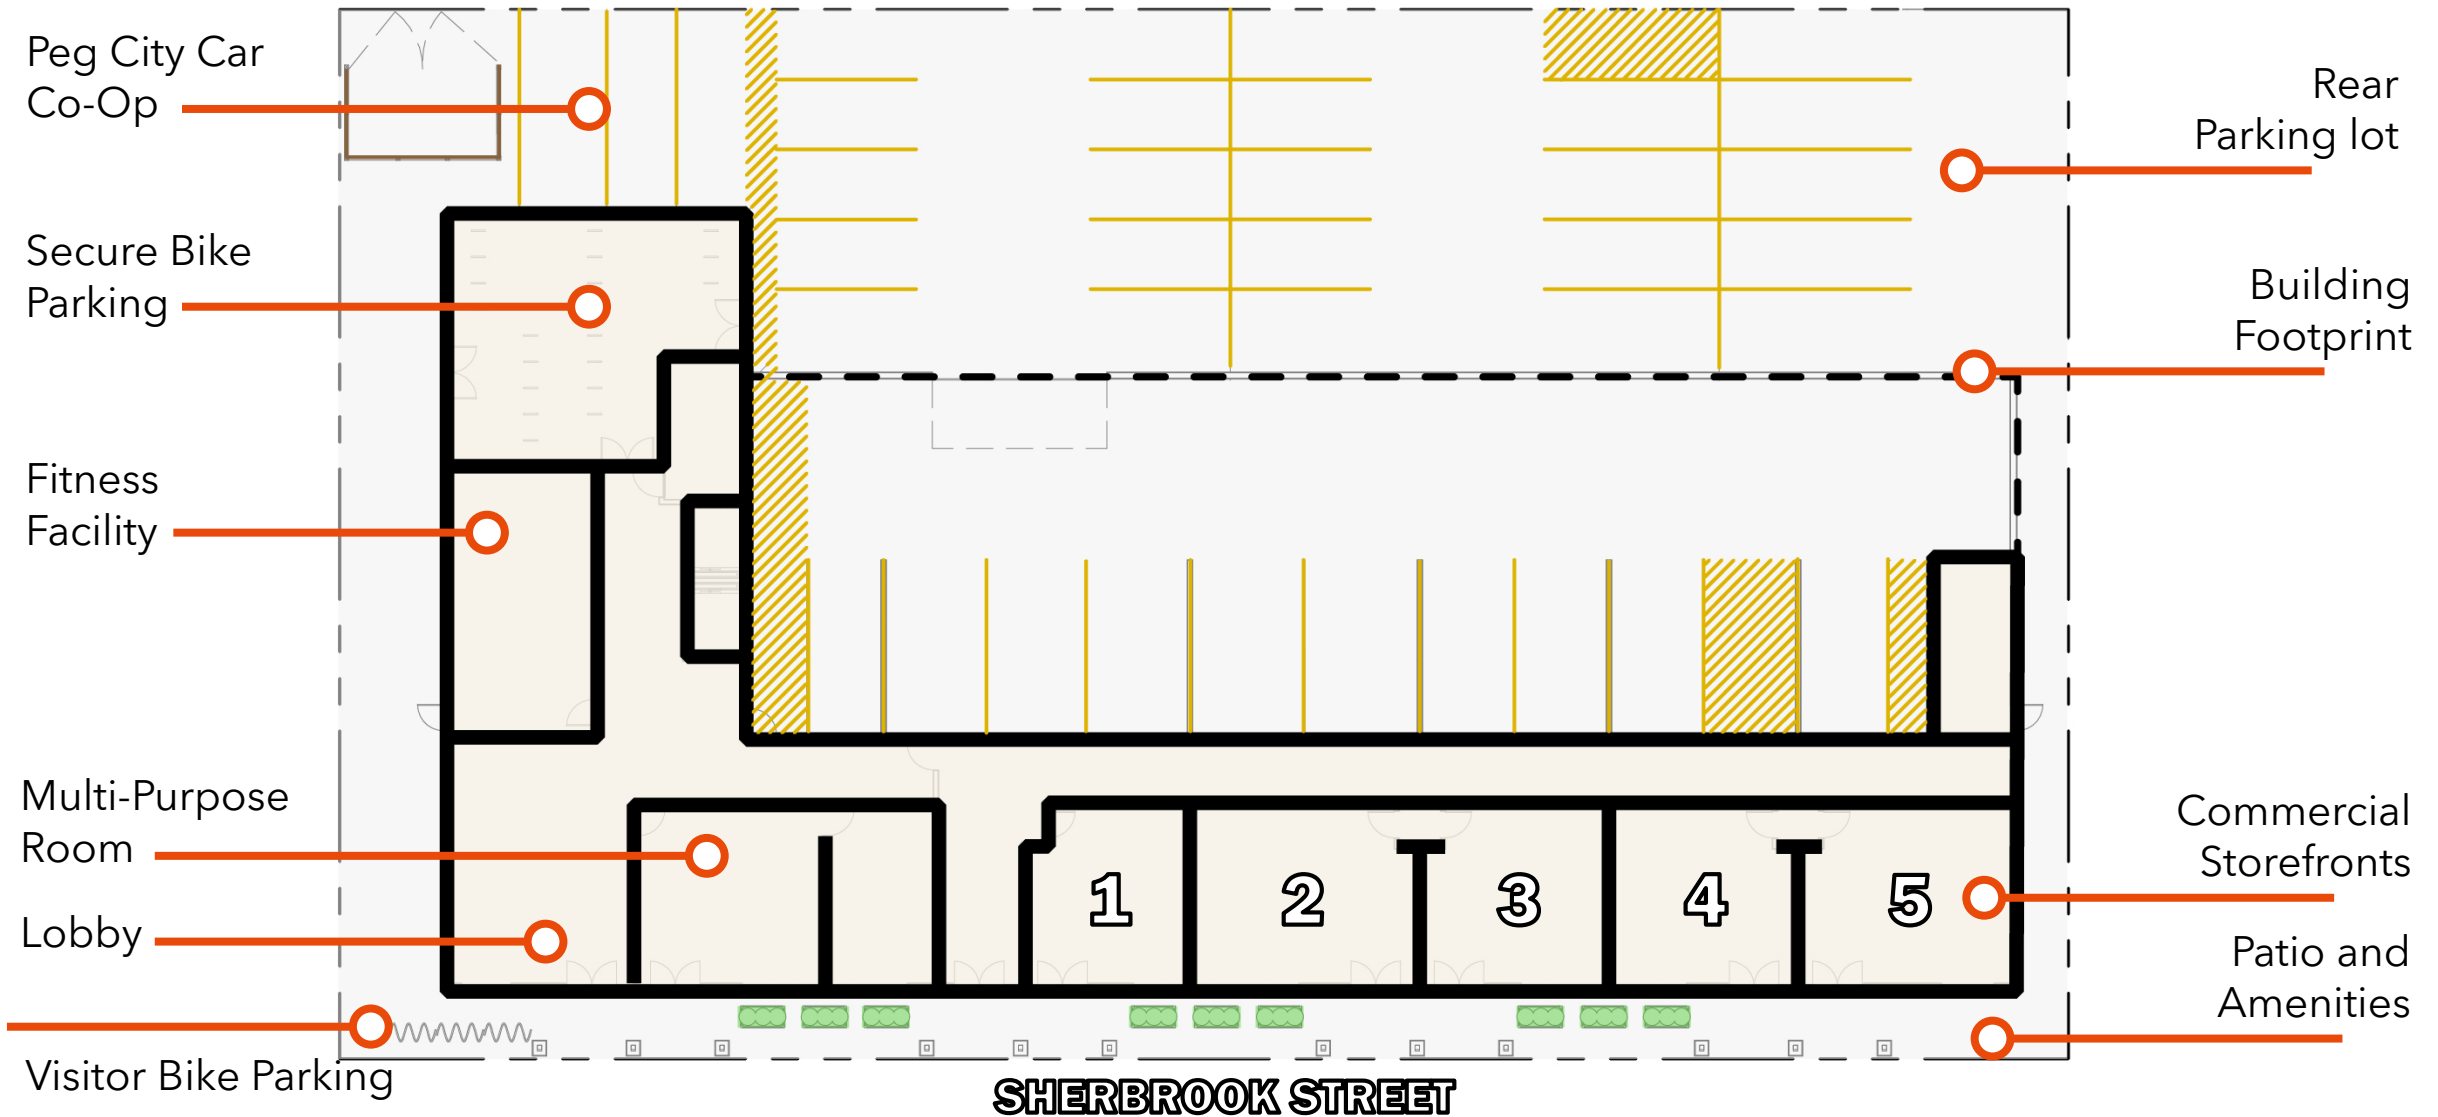 Peg City Car
Co-Op
Secure Bike
Parking
Fitness
Facility
Multi-Purpose
Room
Lobby
Visitor Bike Parking
Rear
Parking lot
Building
Footprint
Commercial
Storefronts
Patio and
Amenities
1
2
3
4
5
SHERBROOK STREET